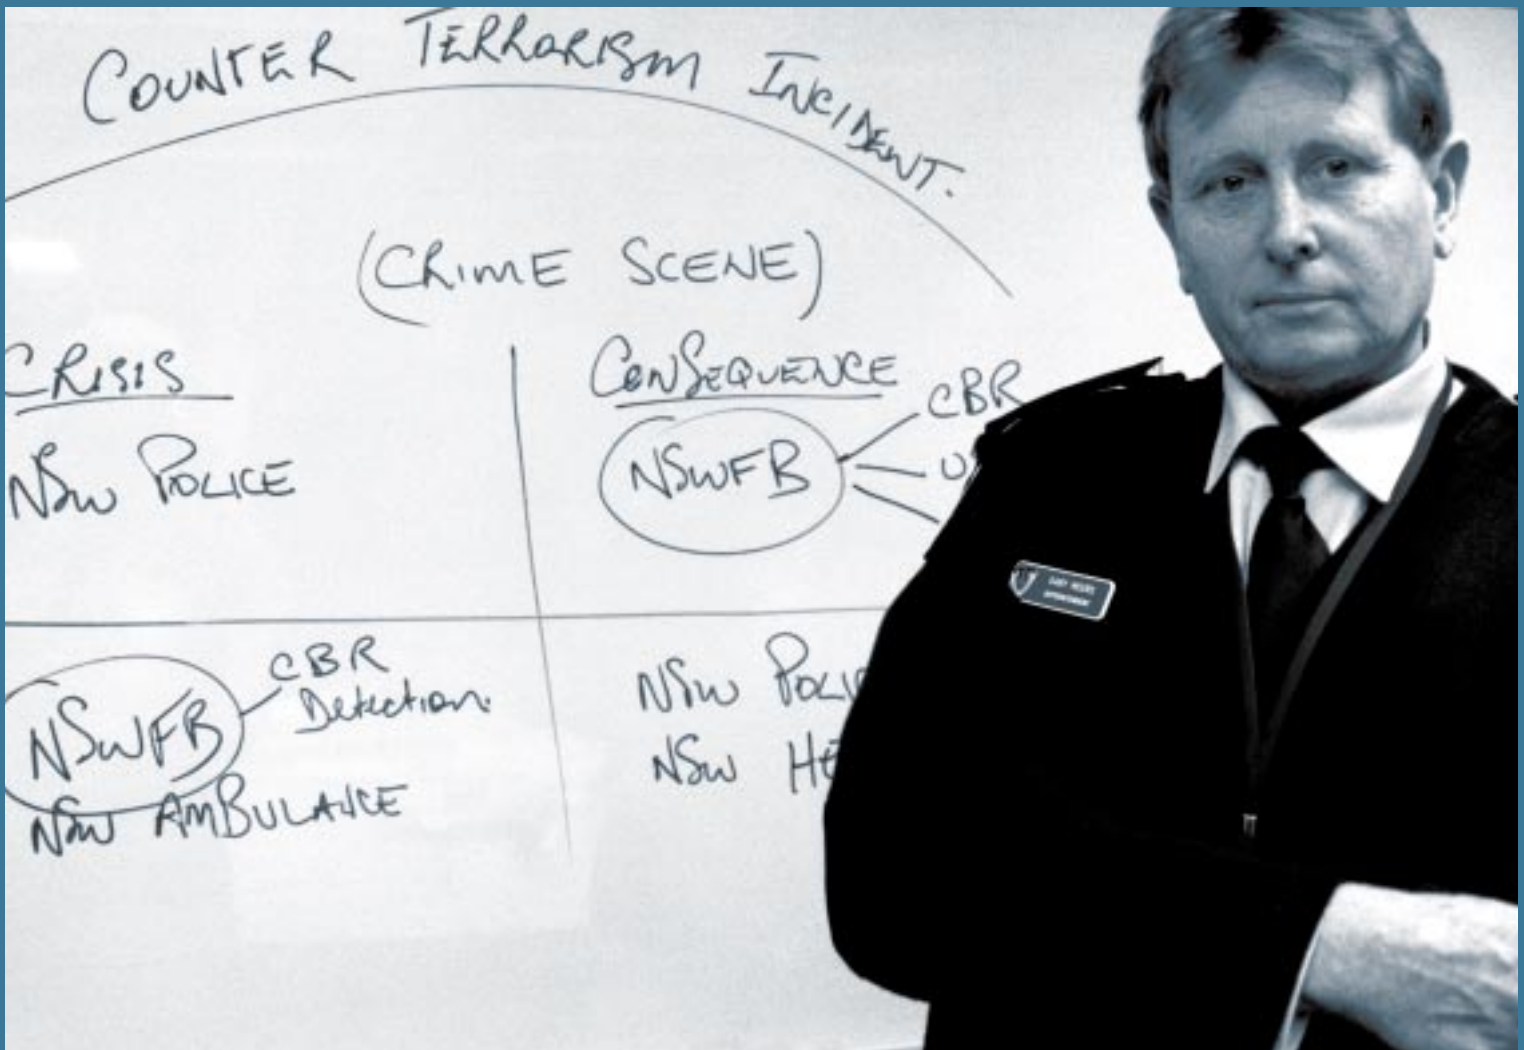 COUNTER TERRORISM INCIDENT.
(CRIME SCENE)
CRISIS
NSW POLICE
CONSEQUENCE
NSWFB
CBR
NSWFB
CBR
Detection.
NSW AMBULANCE
NSW
NSW